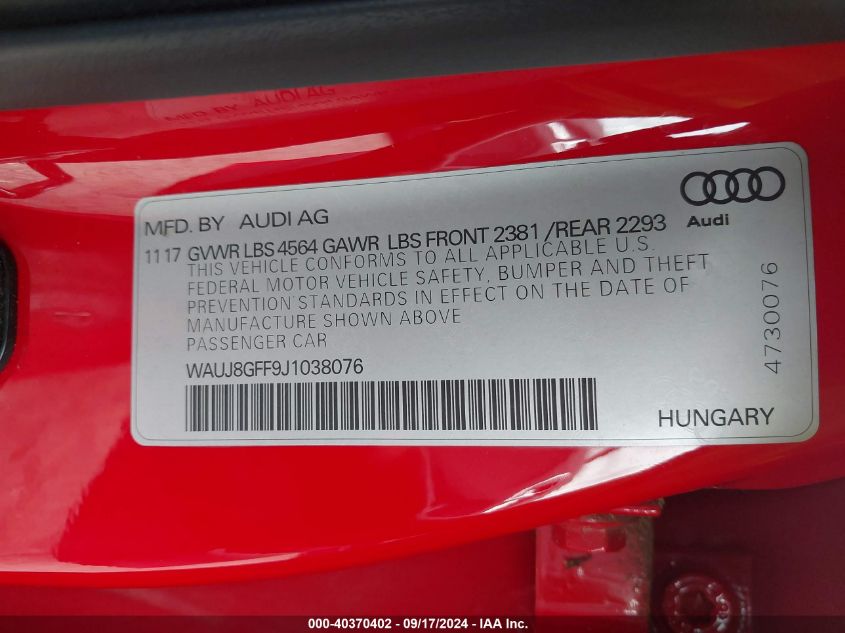 MFD. BY AUDI AG
Audi
11 17 GVWR LBS 4564 GAWR LBS FRONT 2381 /REAR 2293
THIS VEHICLE CONFORMS TO ALL APPLICABLE U.S.
FEDERAL MOTOR VEHICLE SAFETY, BUMPER AND THEFT
PREVENTION STANDARDS IN EFFECT ON THE DATE OF
MANUFACTURE SHOWN ABOVE
PASSENGER CAR
WAUJ8GFF9J1038076
4730076
HUNGARY
000-40370402 - 09/17/2024 - IAA Inc.